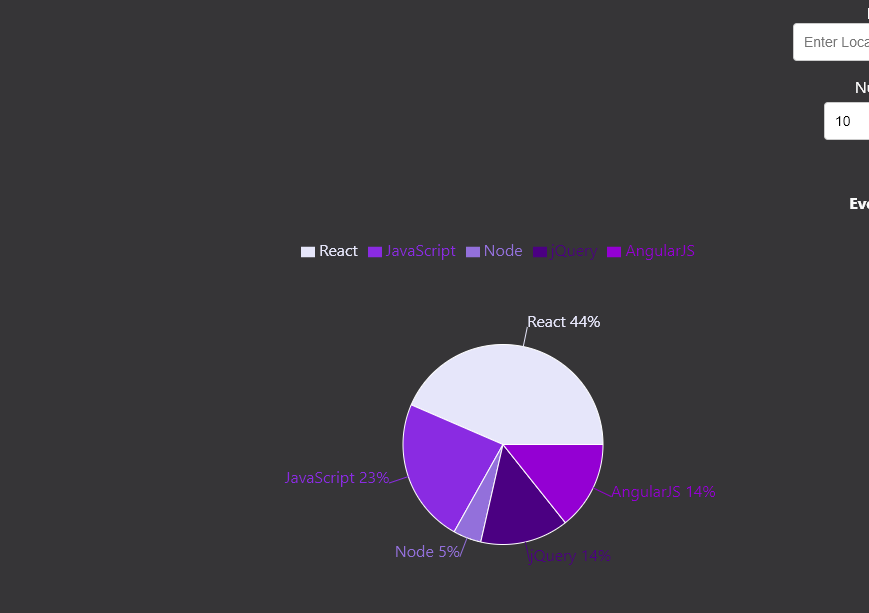 Enter Loca
10
React JavaScript Node jQuery AngularJS
React 44%
JavaScript 23%
AngularJS 14%
Node 5%
jQuery 14%